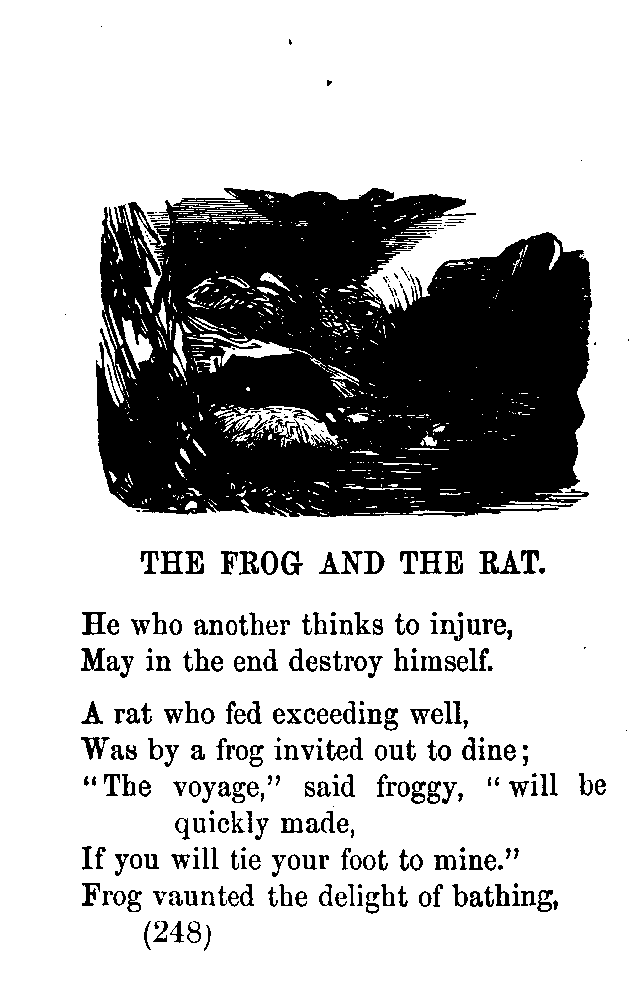 THE FROG AND THE RAT.
He who another thinks to injure,
May in the end destroy himself.
A rat who fed exceeding well,
Was by a frog invited out to dine;
“The voyage,” said froggy, “will be
quickly made,
If you will tie your foot to mine.”
Frog vaunted the delight of bathing,
(248)